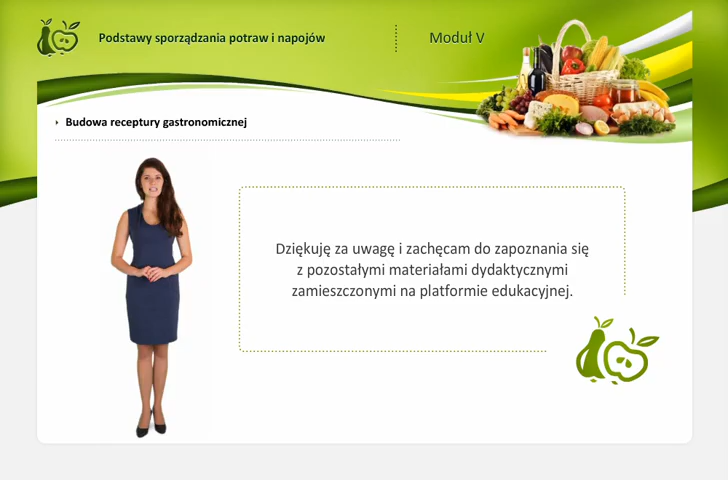 Podstawy sporządzania potraw i napojów
Moduł V
Budowa receptury gastronomicznej
Dziękuję za uwagę i zachęcam do zapoznania się
z pozostałymi materiałami dydaktycznymi
zamieszczonymi na platformie edukacyjnej.